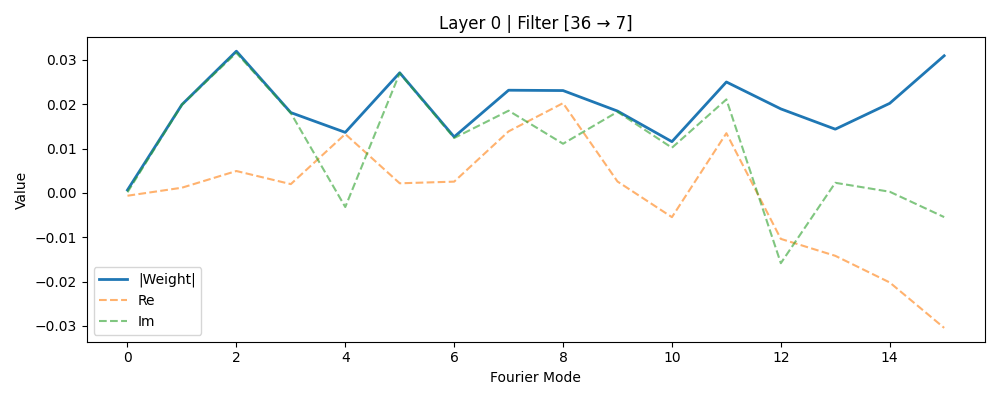 Layer 0 | Filter [36 → 7]
Value
0.03
0.02
0.01
0.00
−0.01
−0.02
−0.03
|Weight|
Re
Im
0 2 4 6 8 10 12 14
Fourier Mode